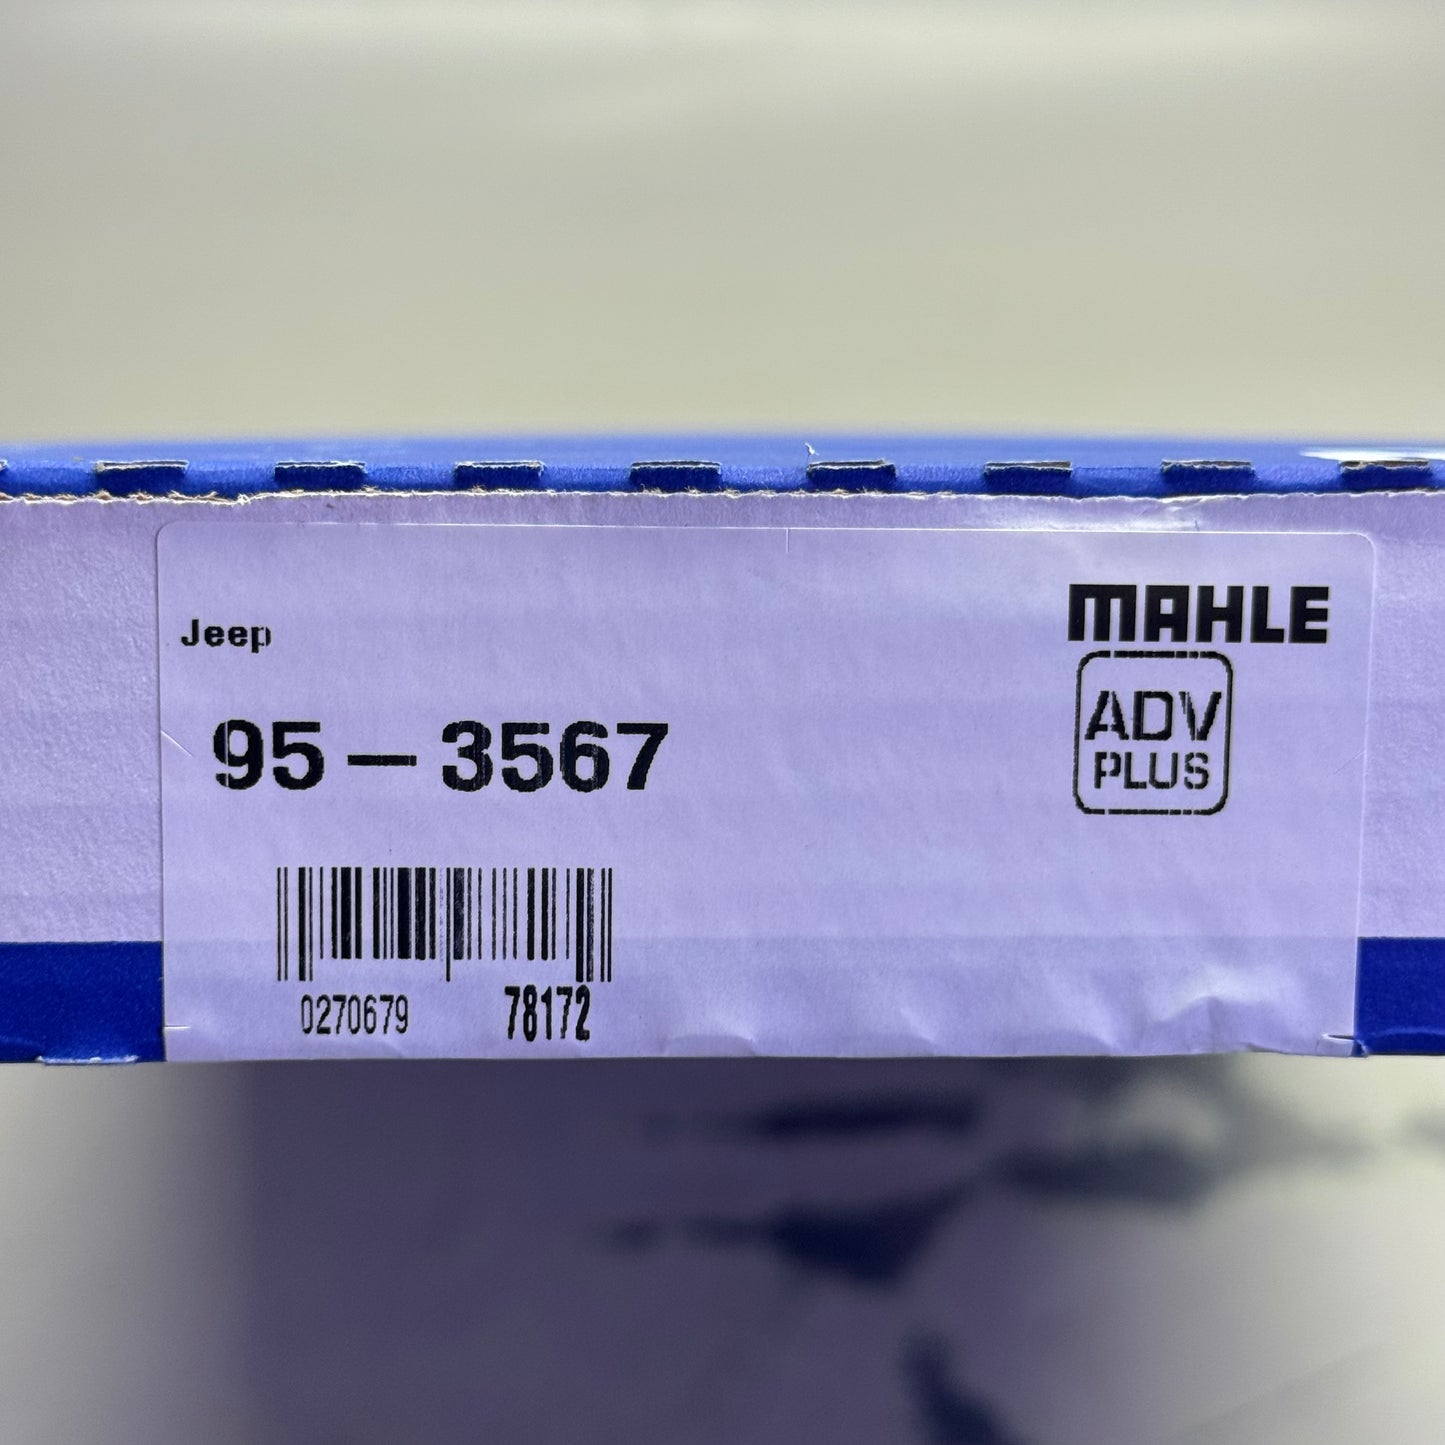 Jeep
MAHLE
95-3567
ADV
PLUS
0270679 78172